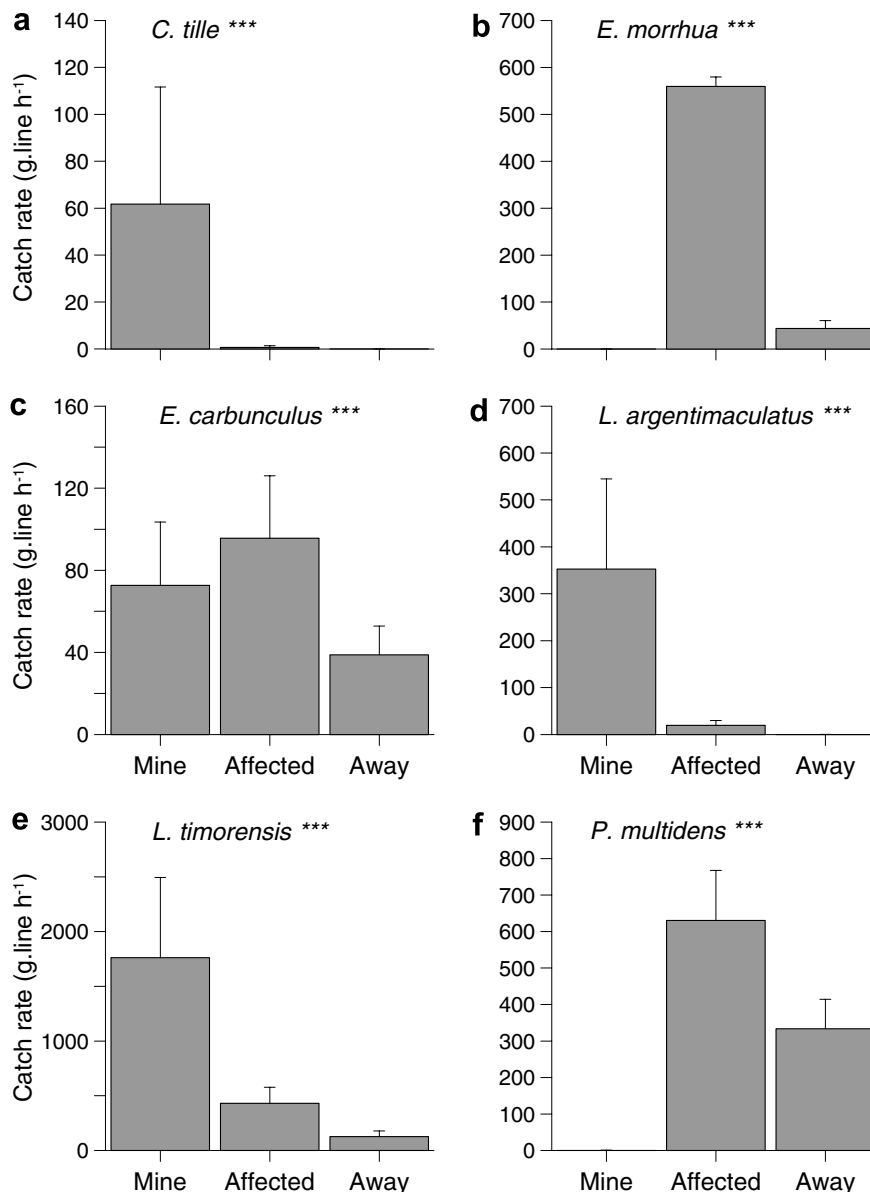 a
C. tille ***
Catch rate (g.line h-1)
140
120
100
80
60
40
20
0
b
E. morrhua ***
700
600
500
400
300
200
100
0
c
E. carbunculus ***
Catch rate (g.line h-1)
160
120
80
40
0
Mine Affected Away
d
L. argentimaculatus ***
700
600
500
400
300
200
100
0
Mine Affected Away
e
L. timorensis ***
Catch rate (g.line h-1)
3000
2000
1000
0
Mine Affected Away
f
P. multidens ***
900
800
700
600
500
400
300
200
100
0
Mine Affected Away